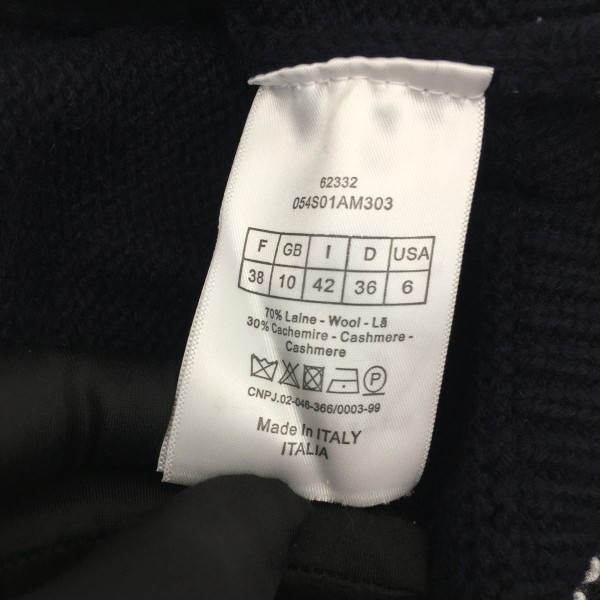 62332
054S01AM303
F GB I D USA
38 10 42 36 6
70% Laine - Wool - Lã
30% Cachemire - Cashmere -
Cashmere
P
CNPJ.02-046-366/0003-99
Made In ITALY
ITALIA